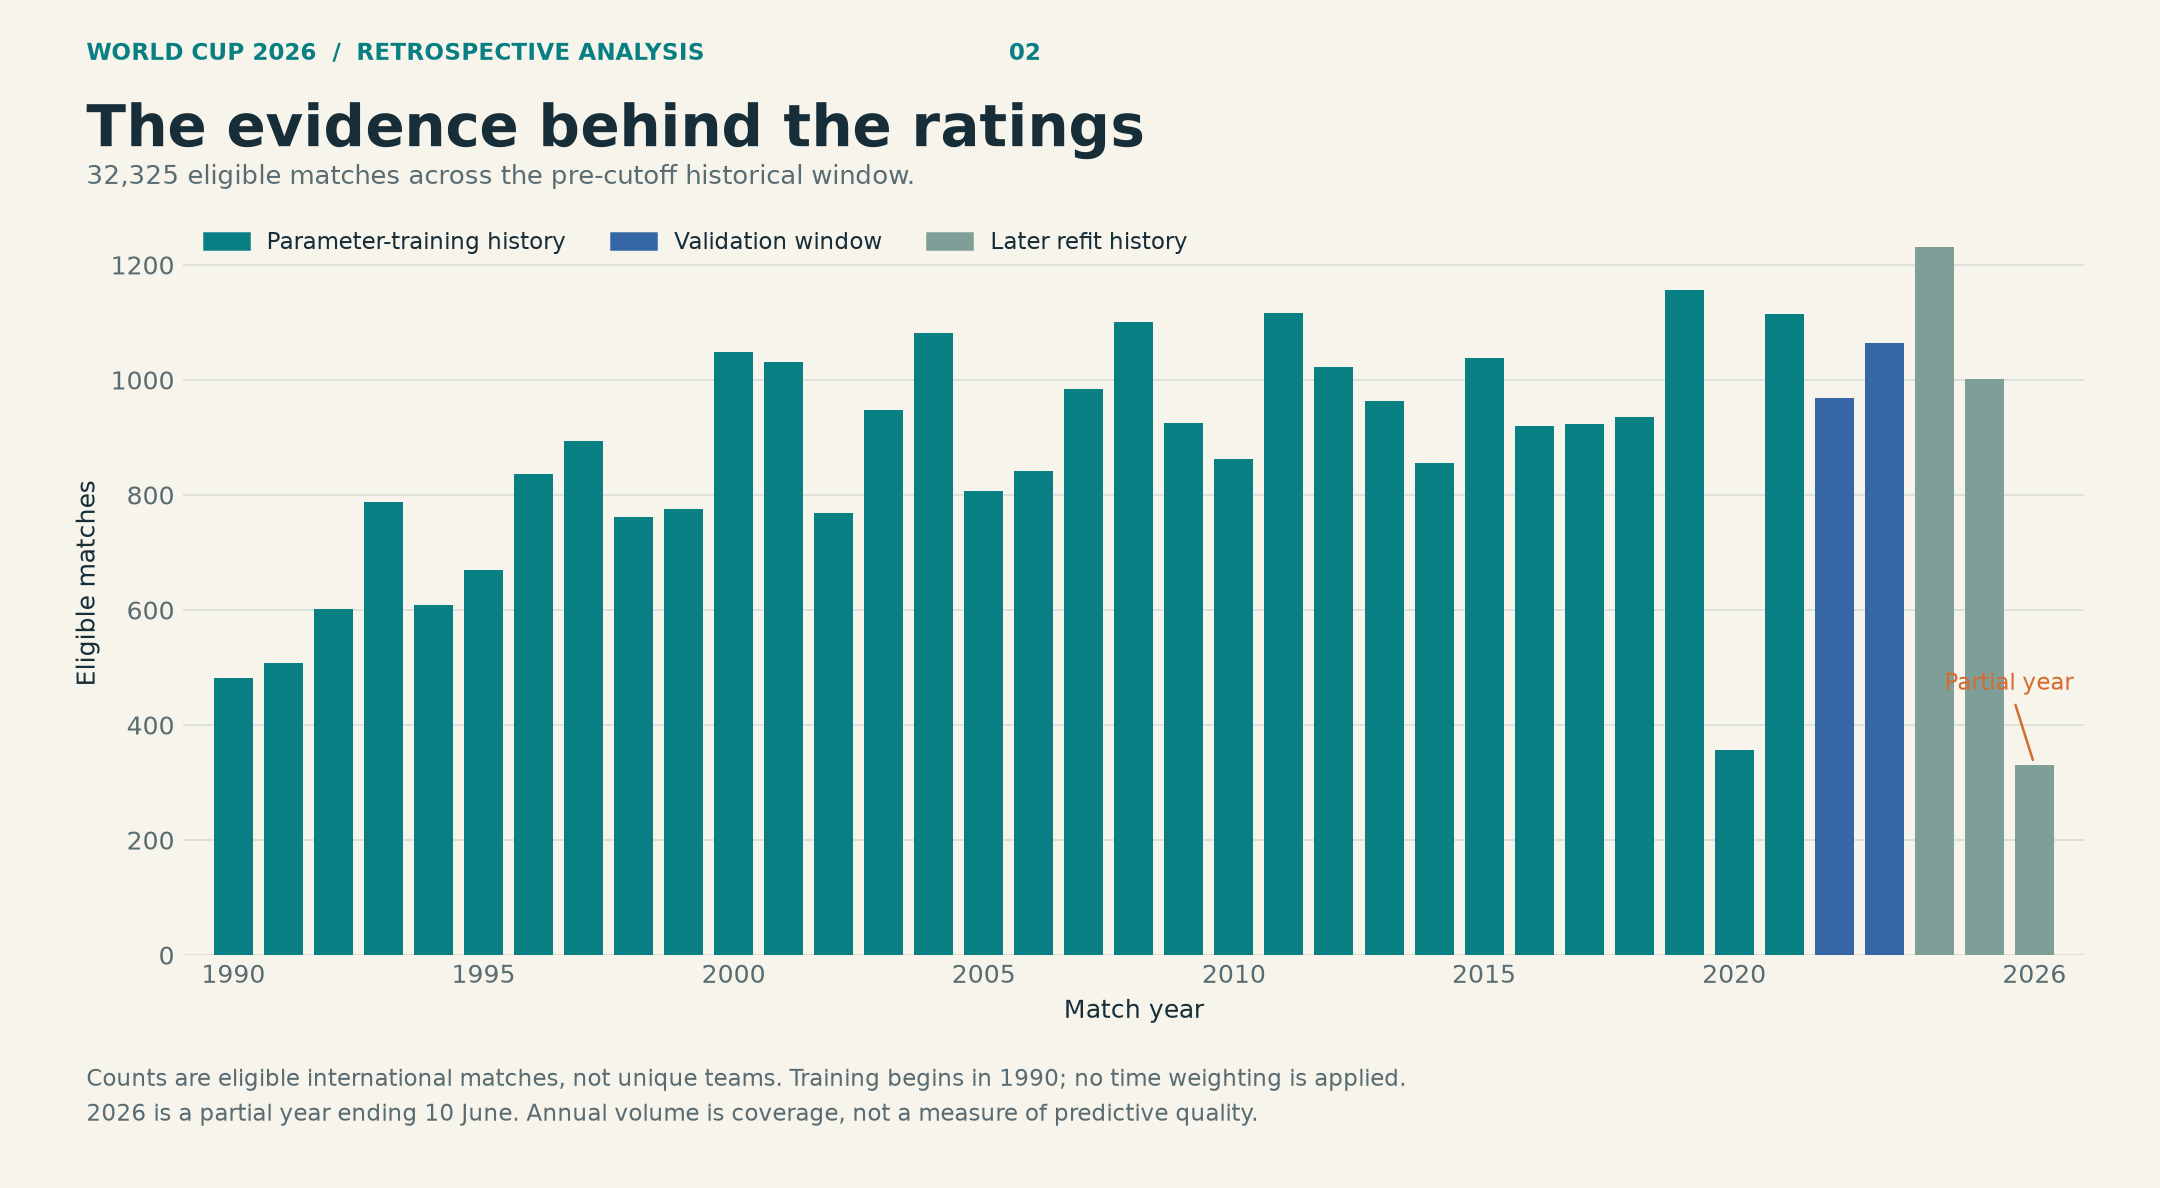 WORLD CUP 2026 / RETROSPECTIVE ANALYSIS 02
The evidence behind the ratings
32,325 eligible matches across the pre-cutoff historical window.
Parameter-training history Validation window Later refit history
1200
1000
800
600
400
200
0
Eligible matches
Partial year
1990 1995 2000 2005 2010 2015 2020 2026
Match year
Counts are eligible international matches, not unique teams. Training begins in 1990; no time weighting is applied.
2026 is a partial year ending 10 June. Annual volume is coverage, not a measure of predictive quality.